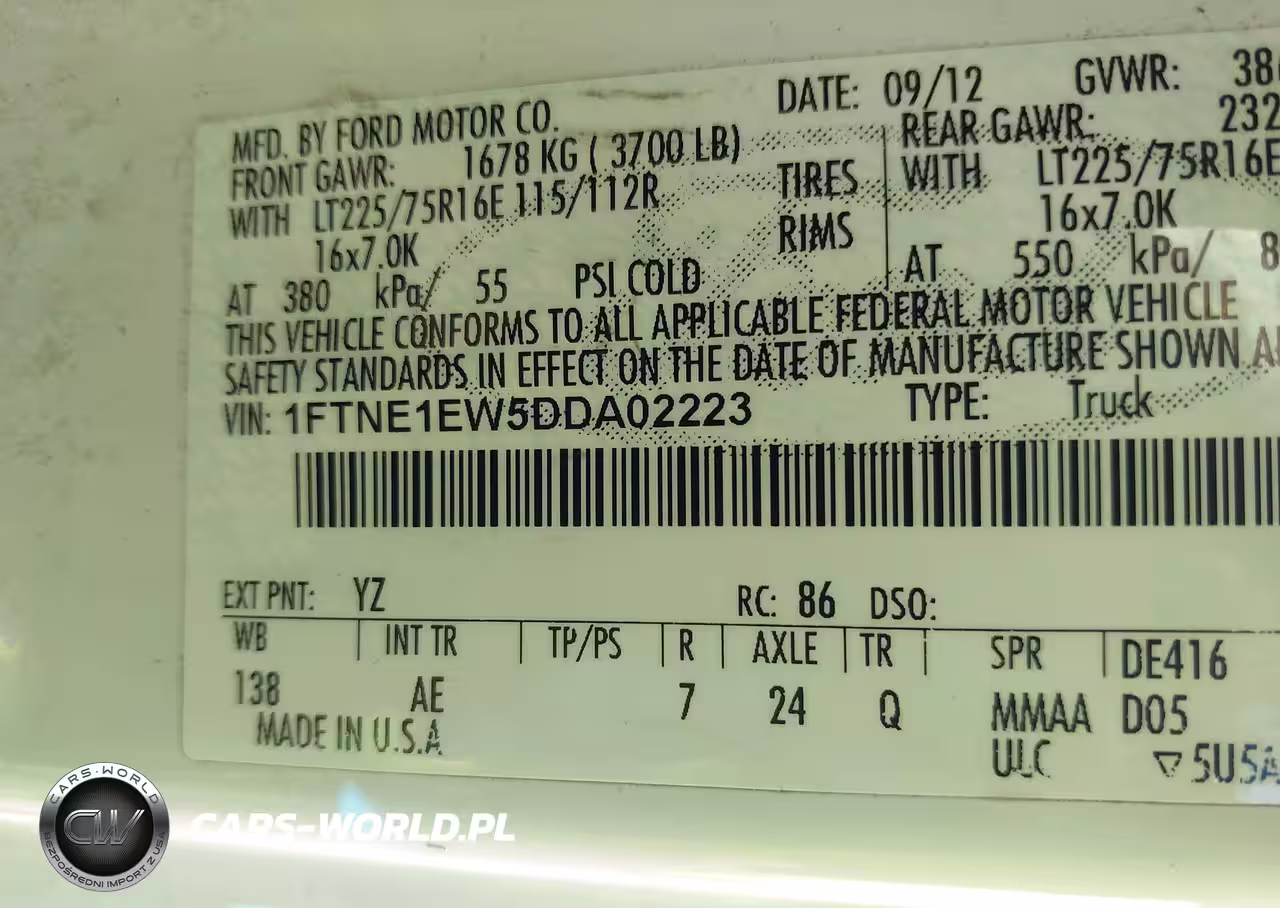 MFD. BY FORD MOTOR CO. DATE: 09/12 GVWR:
FRONT GAWR: 1678 KG ( 3700 LB) REAR GAWR:
WITH LT225/75R16E 115/112R TIRES WITH LT225/75R16E
16x7.0K RIMS 16x7.0K
AT 380 kPa/ 55 PSI COLD AT 550 kPa/
THIS VEHICLE CONFORMS TO ALL APPLICABLE FEDERAL MOTOR VEHICLE
SAFETY STANDARDS IN EFFECT ON THE DATE OF MANUFACTURE SHOWN
VIN: 1FTNE1EW5DDA02223 TYPE: Truck
EXT PNT: YZ RC: 86 DSO:
WB INT TR TP/PS R AXLE TR SPR DE416
138 AE 7 24 Q MMAA D05
MADE IN U.S.A ULC ▽5U5A
CARS-WORLD
CW
BEZPOŚREDNI IMPORT Z USA
CARS-WORLD.PL